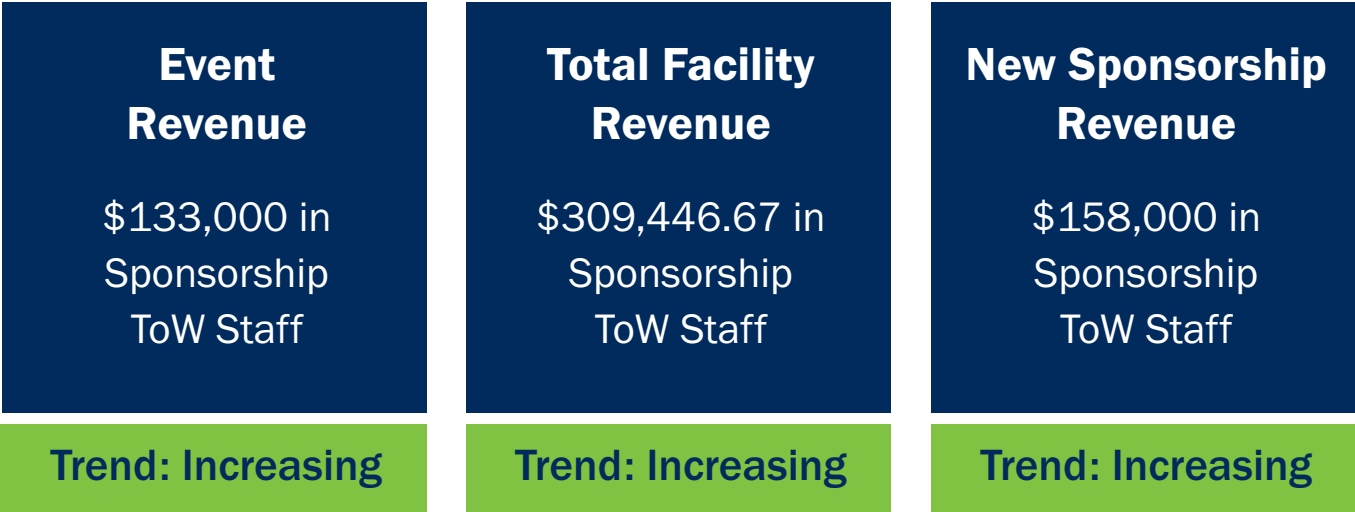 Event
Revenue
$133,000 in
Sponsorship
ToW Staff
Trend: Increasing
Total Facility
Revenue
$309,446.67 in
Sponsorship
ToW Staff
Trend: Increasing
New Sponsorship
Revenue
$158,000 in
Sponsorship
ToW Staff
Trend: Increasing